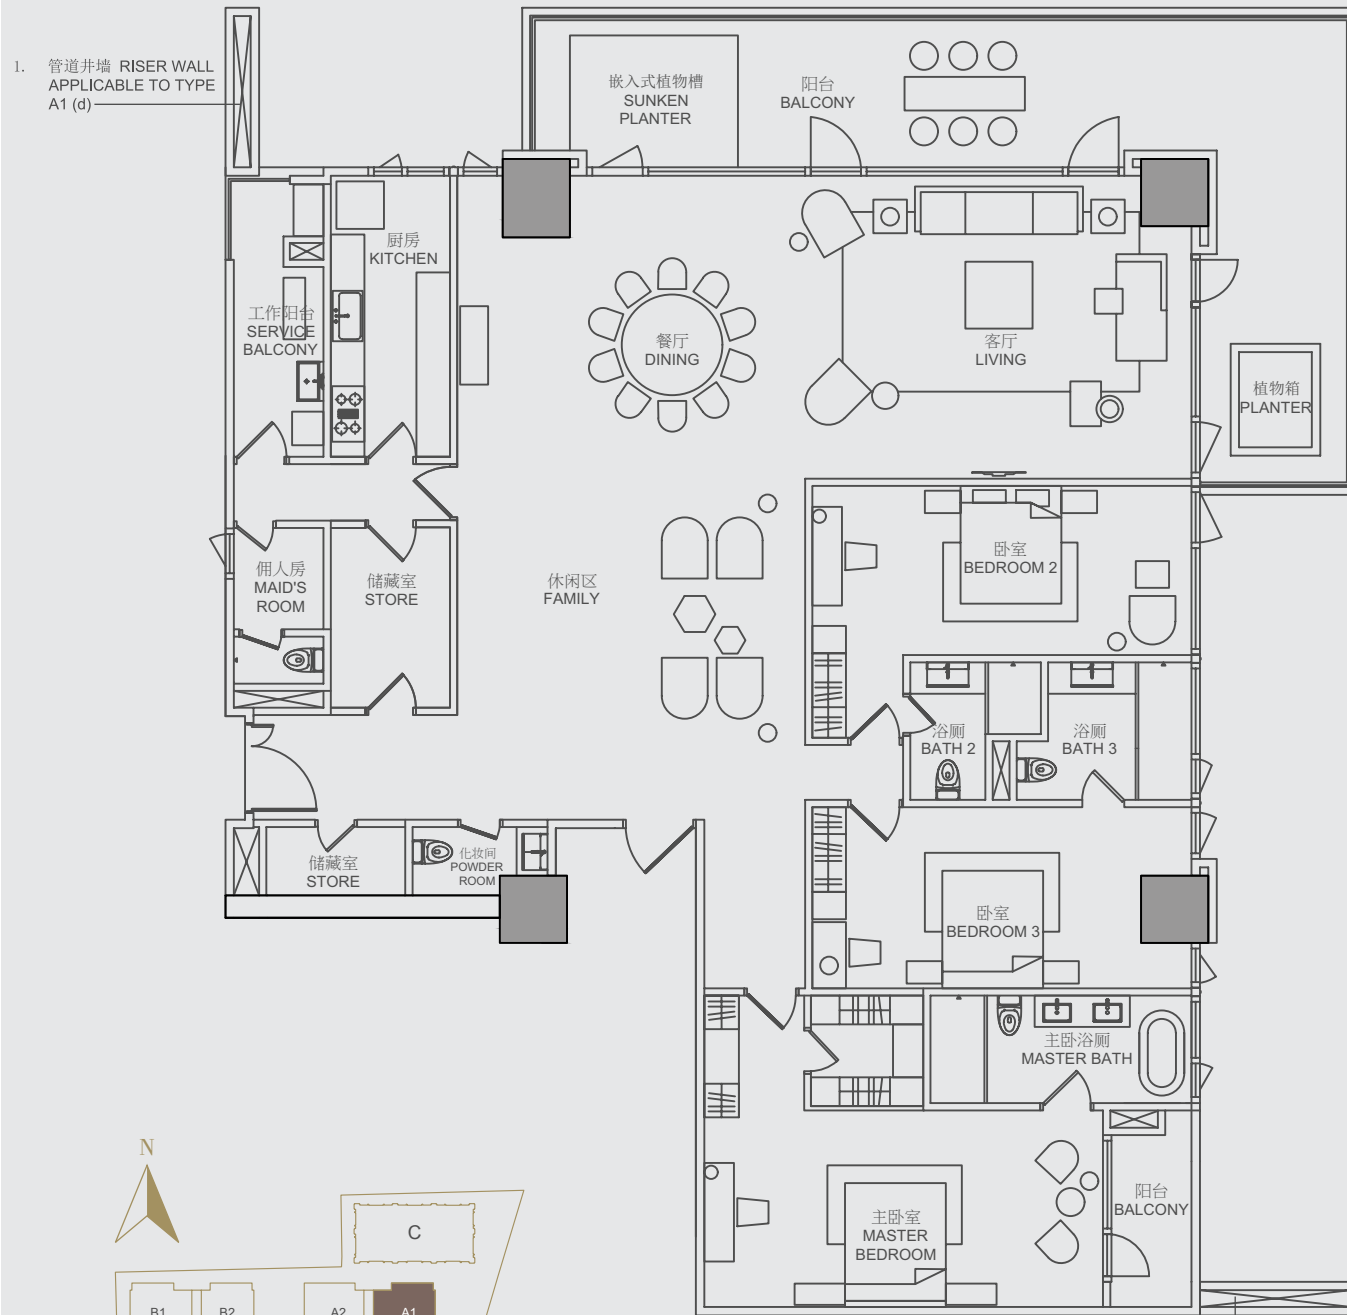 1. 管道井墙 RISER WALL
APPLICABLE TO TYPE
A1 (d)
嵌入式植物槽
SUNKEN
PLANTER
阳台
BALCONY
厨房
KITCHEN
工作阳台
SERVICE
BALCONY
餐厅
DINING
客厅
LIVING
植物箱
PLANTER
佣人房
MAID'S
ROOM
储藏室
STORE
休闲区
FAMILY
卧室
BEDROOM 2
浴厕
BATH 2
浴厕
BATH 3
储藏室
STORE
化妆间
POWDER
ROOM
卧室
BEDROOM 3
主卧浴厕
MASTER BATH
主卧室
MASTER
BEDROOM
阳台
BALCONY
N
C
B1
B2
A2
A1